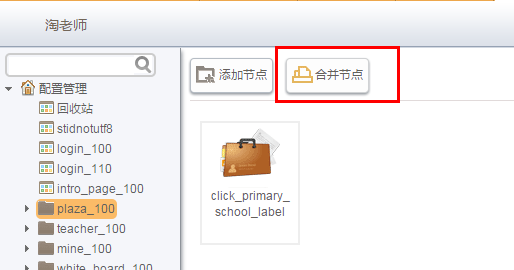 淘老师
添加节点
合并节点
配置管理
回收站
stidnotutf8
login_100
login_110
intro_page_100
plaza_100
teacher_100
mine_100
white_board_100
click_primary_
school_label